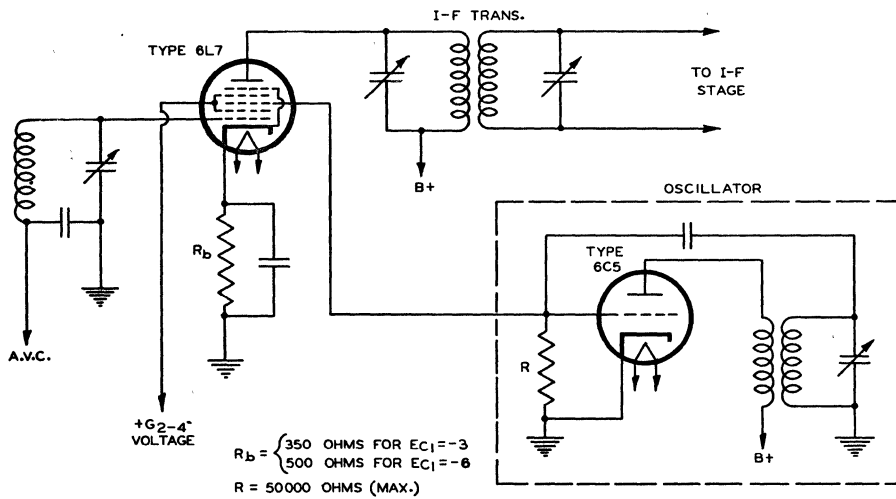 I-F TRANS.
TYPE 6L7
TO I-F
STAGE
B+
OSCILLATOR
TYPE
6C5
Rb
R
A.V.C.
B+
+G2-4-
VOLTAGE
Rb = { 350 OHMS FOR EC1=-3
500 OHMS FOR EC1=-6
R = 50000 OHMS (MAX.)